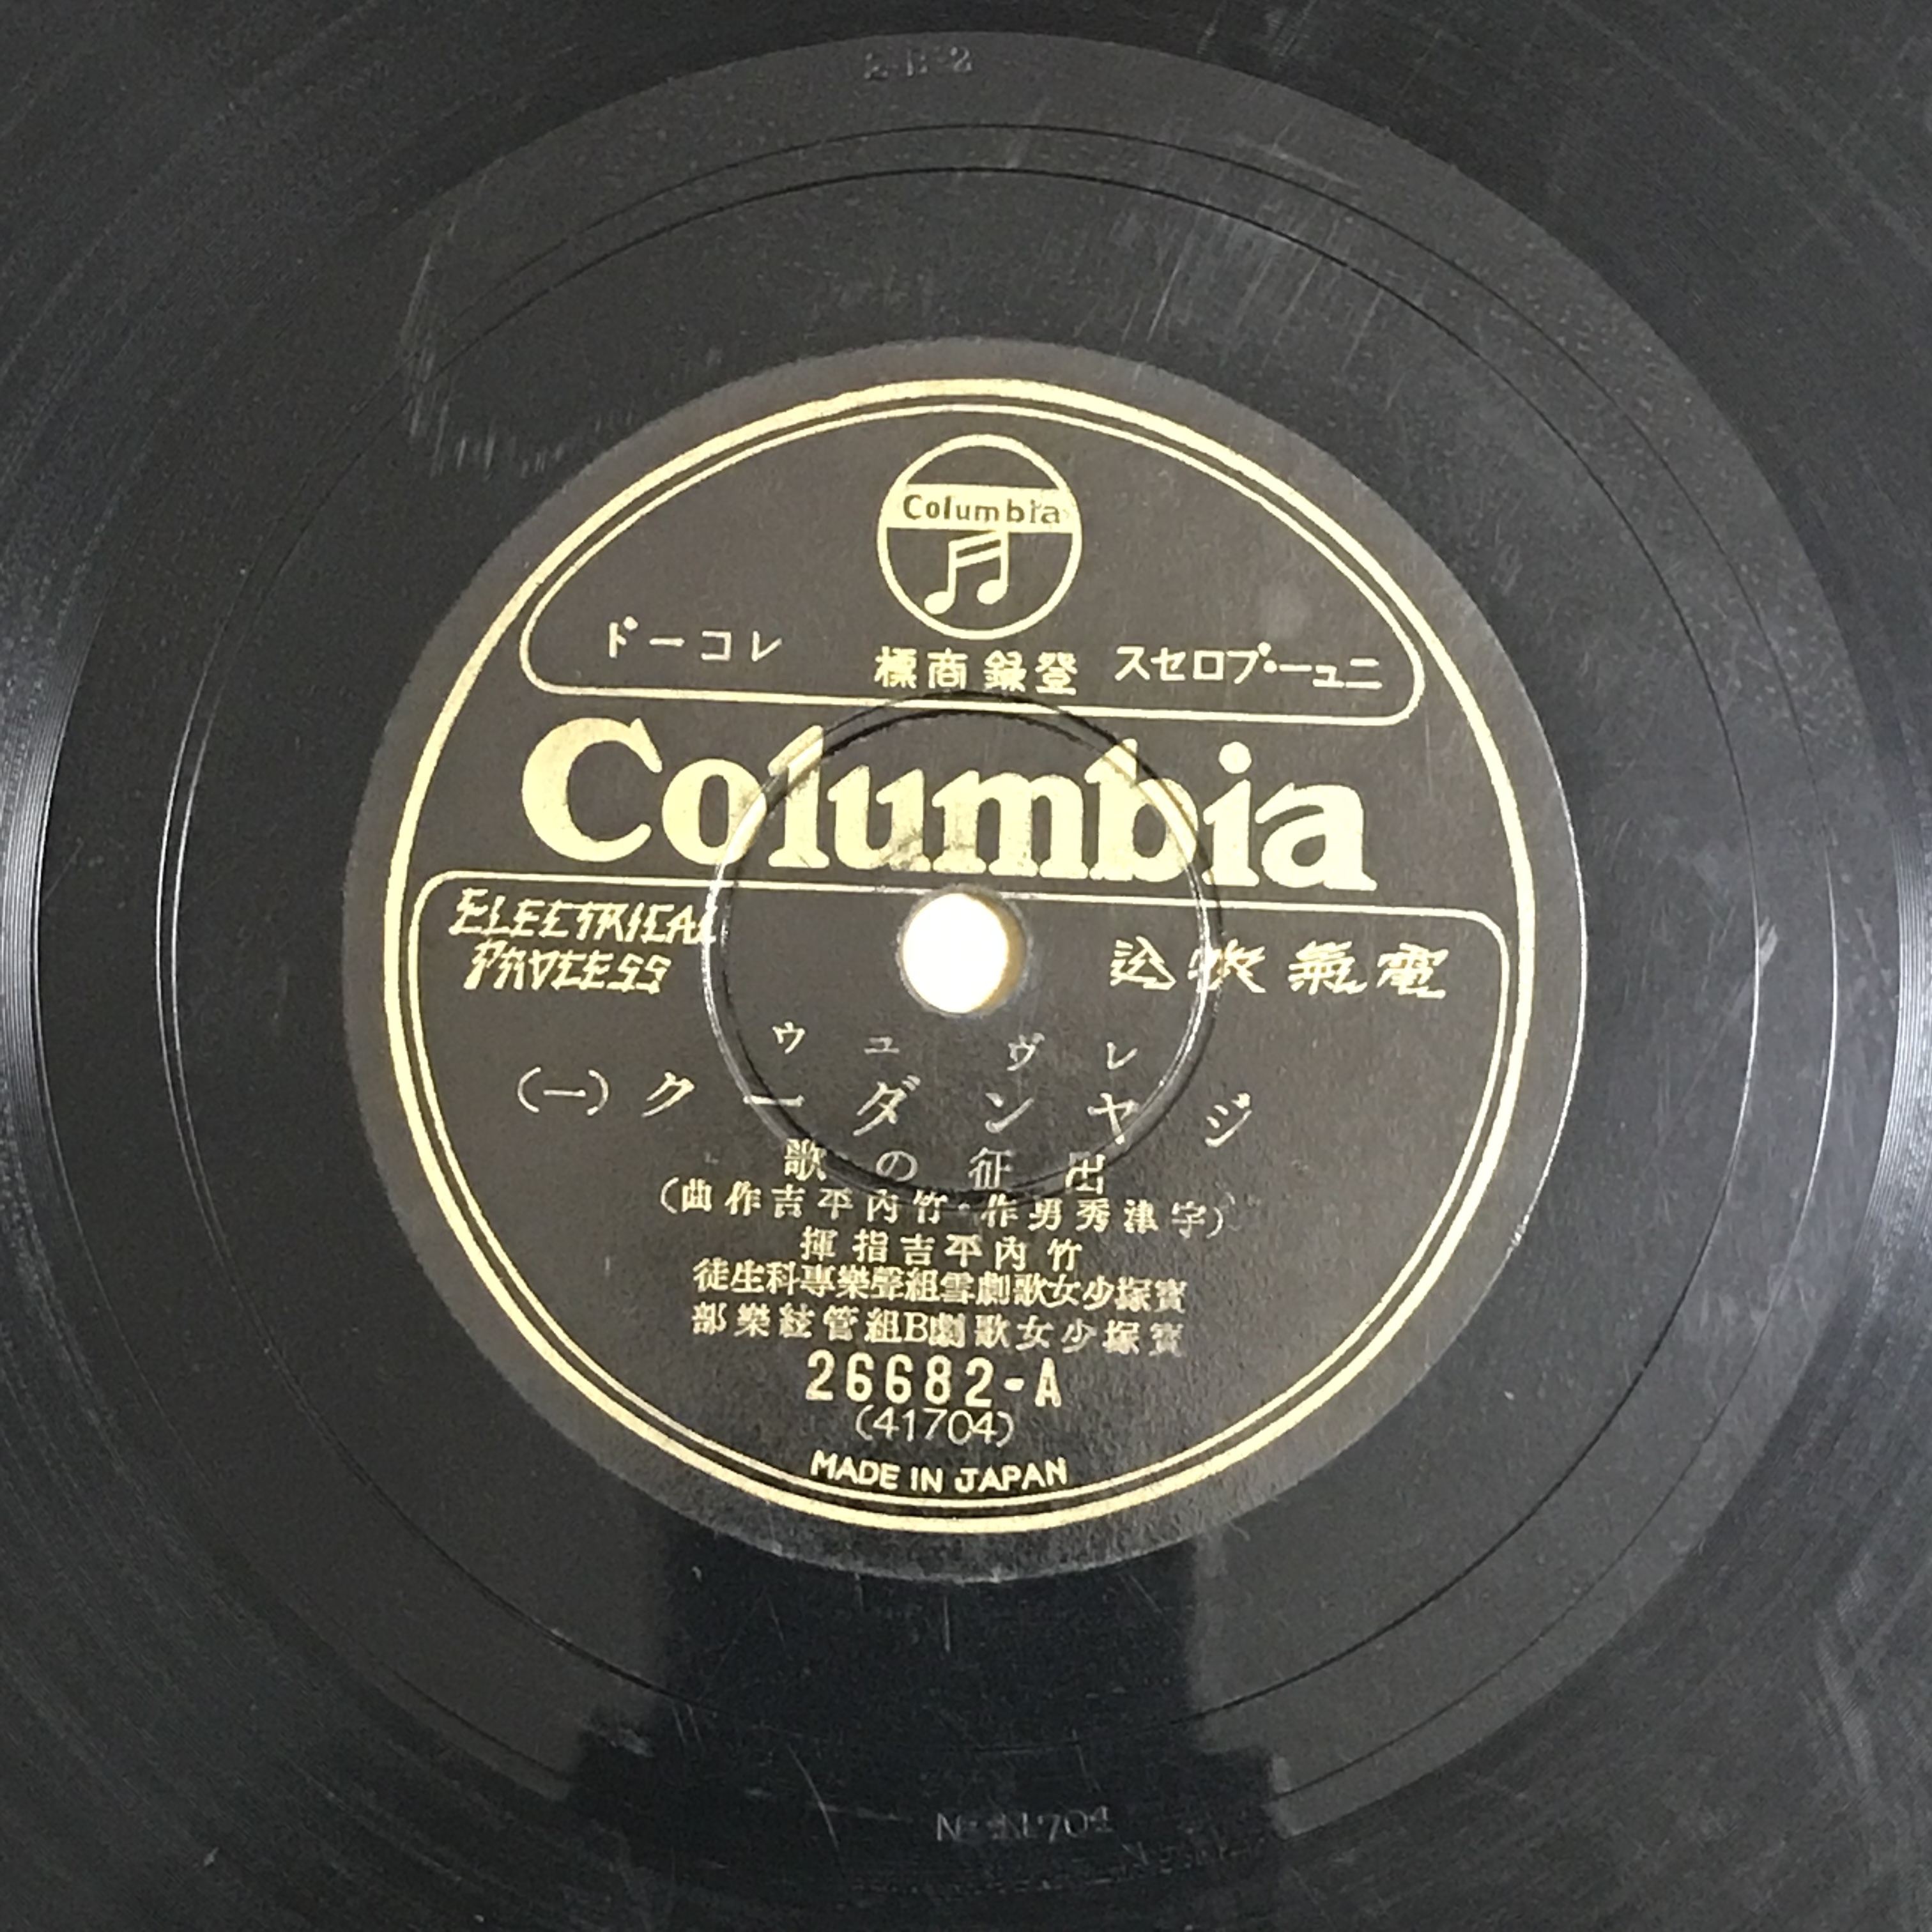 Columbia
ニユー・プロセス 登録商標 レコード
Columbia
ELECTRICAL
PROCESS
電氣吹込
レヴユウ
ジヤンダーク(一)
出征の歌
(宇津秀男作・竹内平吉作曲)
竹内平吉指揮
寶塚少女歌劇雪組聲樂專科生徒
寶塚少女歌劇B組管絃樂部
26682-A
(41704)
MADE IN JAPAN
41704